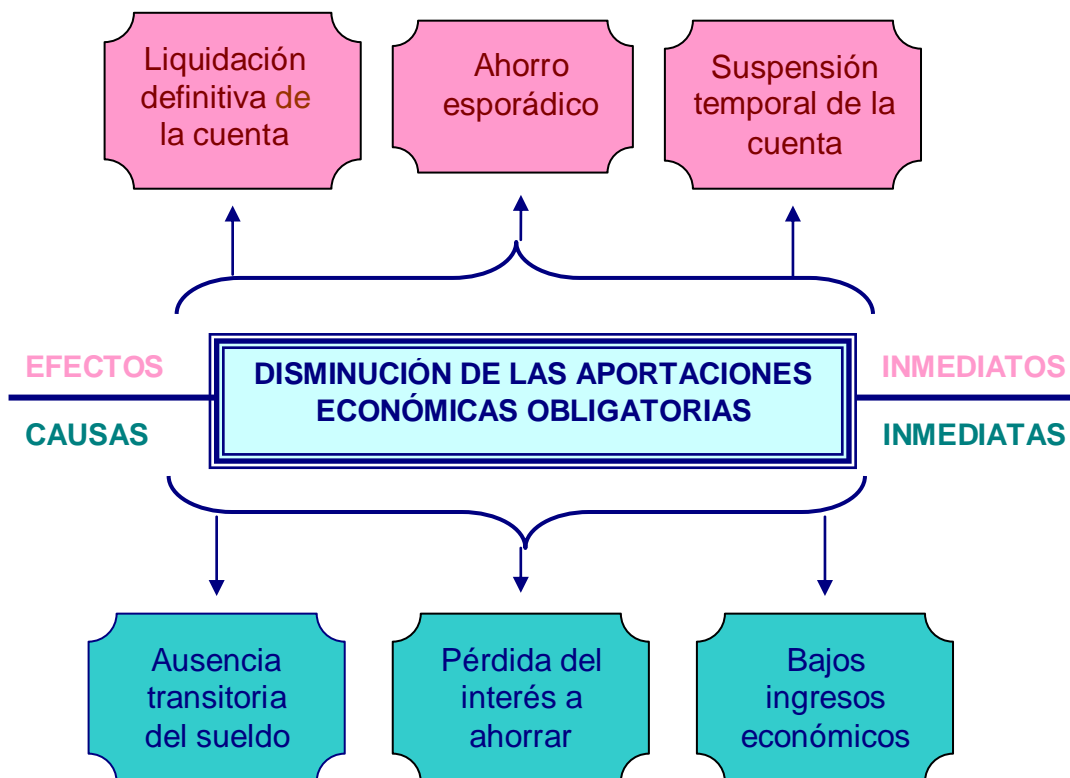 Liquidación
definitiva de
la cuenta
Ahorro
esporádico
Suspensión
temporal de la
cuenta
EFECTOS
INMEDIATOS
DISMINUCIÓN DE LAS APORTACIONES
ECONÓMICAS OBLIGATORIAS
CAUSAS
INMEDIATAS
Ausencia
transitoria
del sueldo
Pérdida del
interés a
ahorrar
Bajos
ingresos
económicos